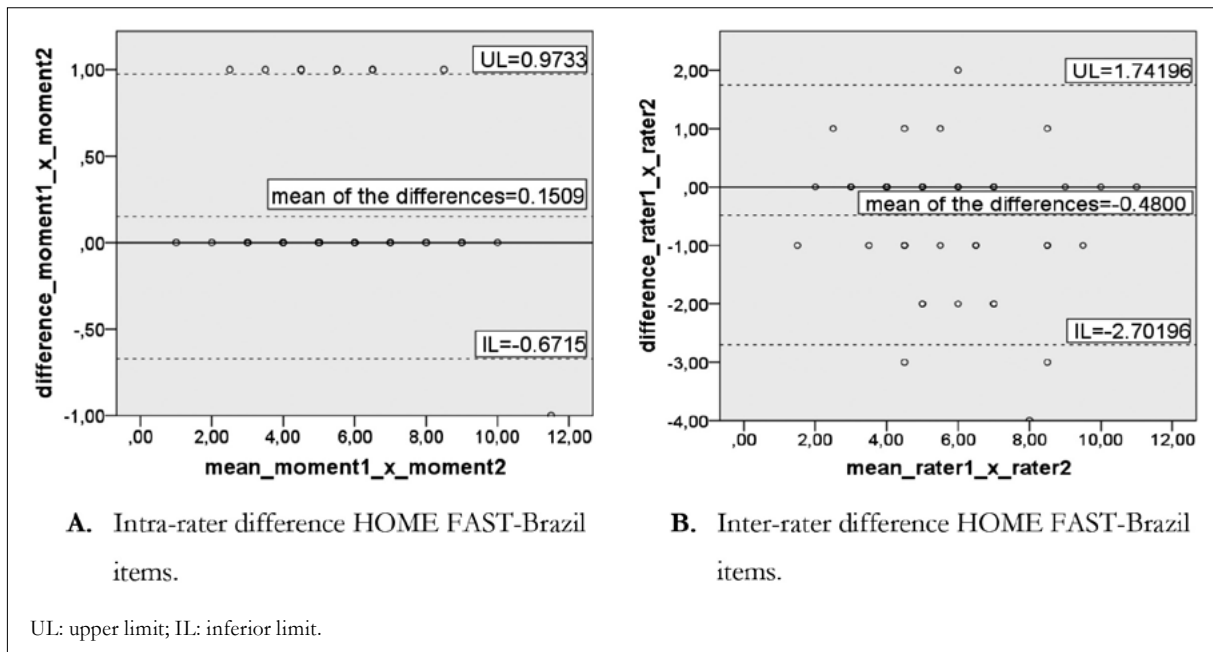 1,00
,50
,00
-,50
-1,00
difference_moment1_x_moment2
UL=0.9733
mean of the differences=0.1509
IL=-0.6715
,00 2,00 4,00 6,00 8,00 10,00 12,00
mean_moment1_x_moment2
A. Intra-rater difference HOME FAST-Brazil
items.
2,00
1,00
,00
-1,00
-2,00
-3,00
-4,00
difference_rater1_x_rater2
UL=1.74196
mean of the differences=-0.4800
IL=-2.70196
,00 2,00 4,00 6,00 8,00 10,00 12,00
mean_rater1_x_rater2
B. Inter-rater difference HOME FAST-Brazil
items.
UL: upper limit; IL: inferior limit.